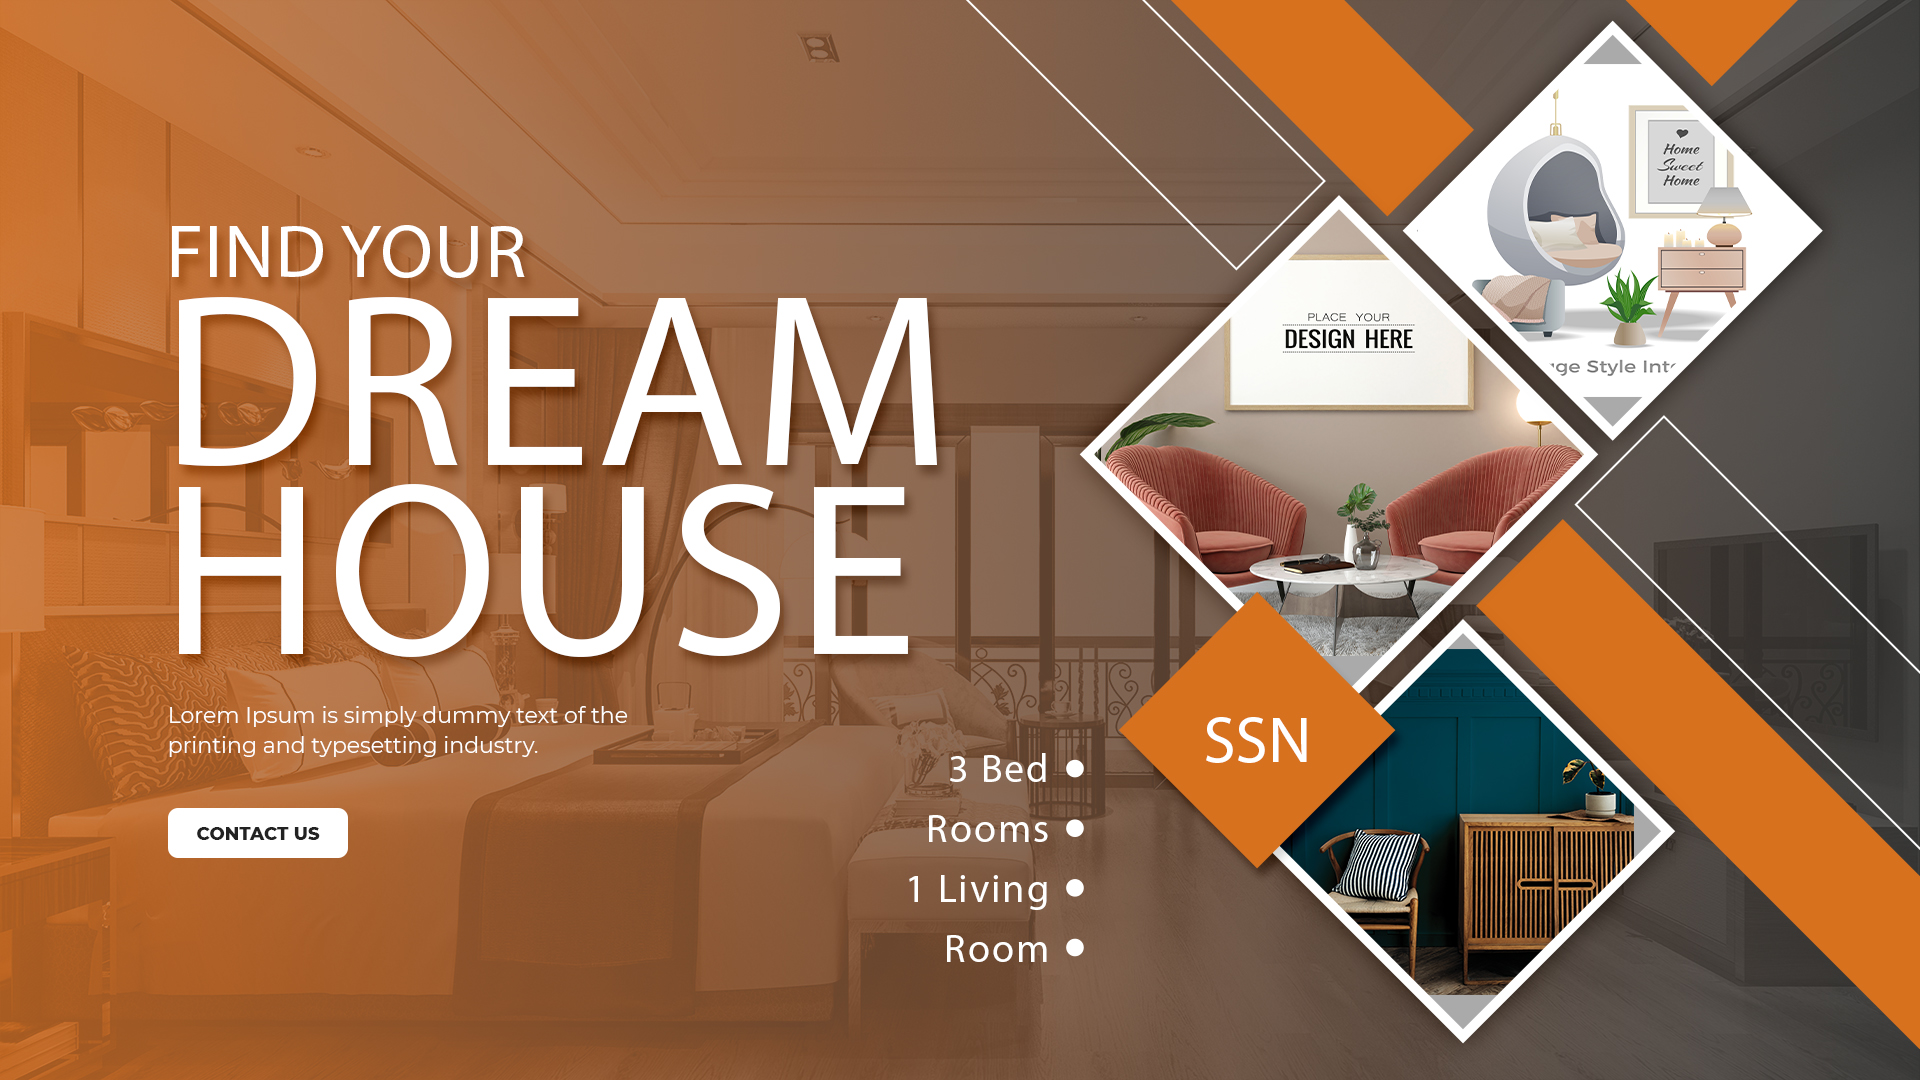 FIND YOUR
DREAM
HOUSE
Lorem Ipsum is simply dummy text of the
printing and typesetting industry.
CONTACT US
3 Bed
Rooms
1 Living
Room
SSN
PLACE YOUR
DESIGN HERE
Home
Sweet
Home
Style